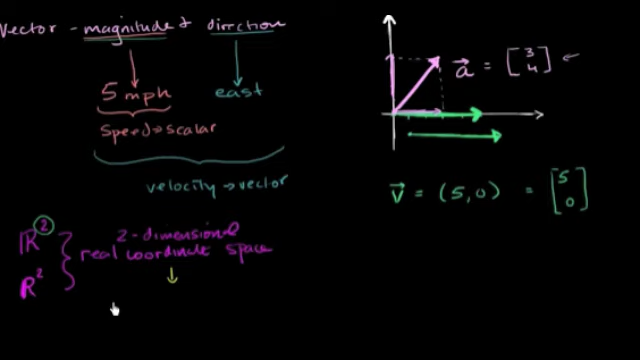 Vector - magnitude & direction
5 mph east
speed → scalar
velocity → vector
ℝ² 2-dimensional
R² real coordinate space
a⃗ = [3 4]
v⃗ = (5, 0) = [5 0]